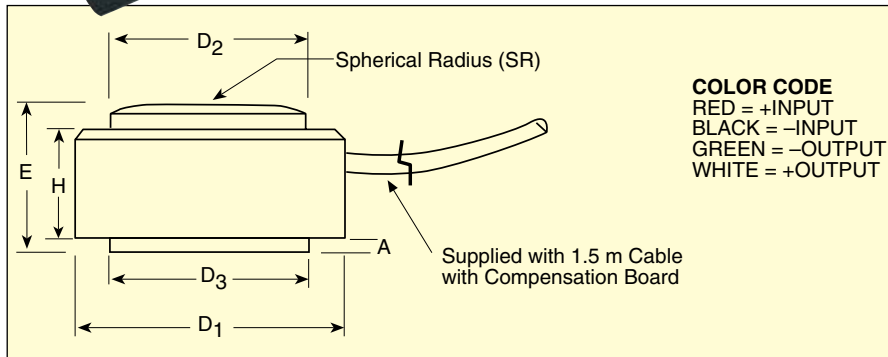 D2
Spherical Radius (SR)
COLOR CODE
RED = +INPUT
BLACK = –INPUT
GREEN = –OUTPUT
WHITE = +OUTPUT
E
H
A
Supplied with 1.5 m Cable
with Compensation Board
D3
D1